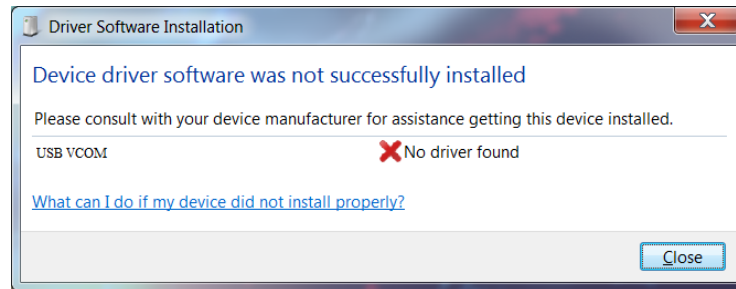 Driver Software Installation
Device driver software was not successfully installed
Please consult with your device manufacturer for assistance getting this device installed.
USB VCOM No driver found
What can I do if my device did not install properly?
Close